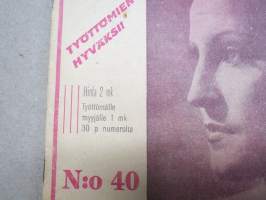 TYÖTTÖMIEN
HYVÄKSI!
Hinta 2 mk
Työttömälle
myyjälle 1 mk
30 p numerolta
N:o 40